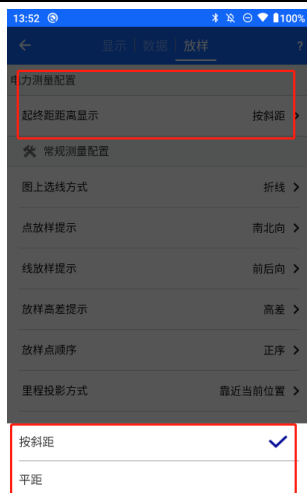 13:52 100%
显示 数据 放样 ?
电力测量配置
起终距距离显示 按斜距
常规测量配置
图上选线方式 折线
点放样提示 南北向
线放样提示 前后向
放样高差提示 高差
放样点顺序 正序
里程投影方式 靠近当前位置
按斜距
平距